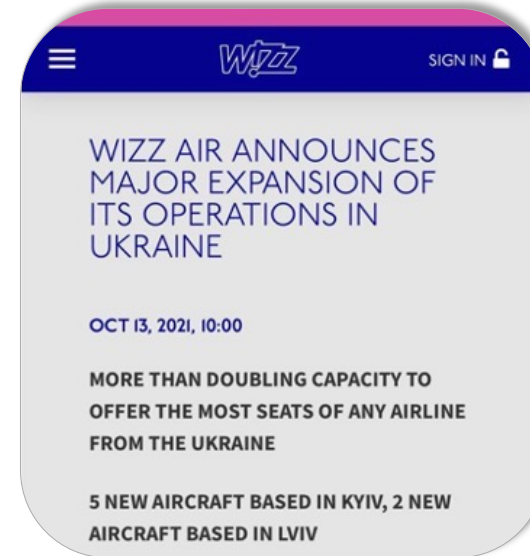 WIZZ
SIGN IN
WIZZ AIR ANNOUNCES
MAJOR EXPANSION OF
ITS OPERATIONS IN
UKRAINE
OCT 13, 2021, 10:00
MORE THAN DOUBLING CAPACITY TO
OFFER THE MOST SEATS OF ANY AIRLINE
FROM THE UKRAINE
5 NEW AIRCRAFT BASED IN KYIV, 2 NEW
AIRCRAFT BASED IN LVIV